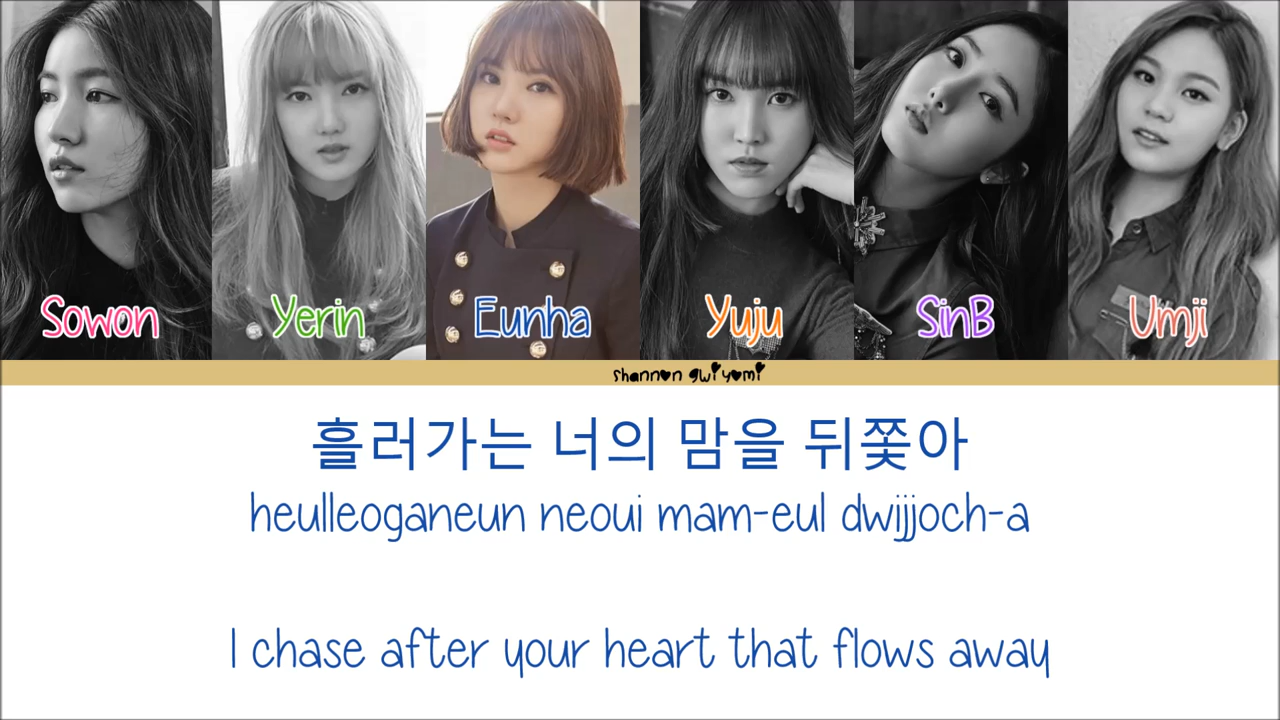 Sowon Yerin Eunha Yuju SinB Umji
shannon gwiyomi
흘러가는 너의 맘을 뒤쫓아
heulleoganeun neoui mam-eul dwijjoch-a
I chase after your heart that flows away